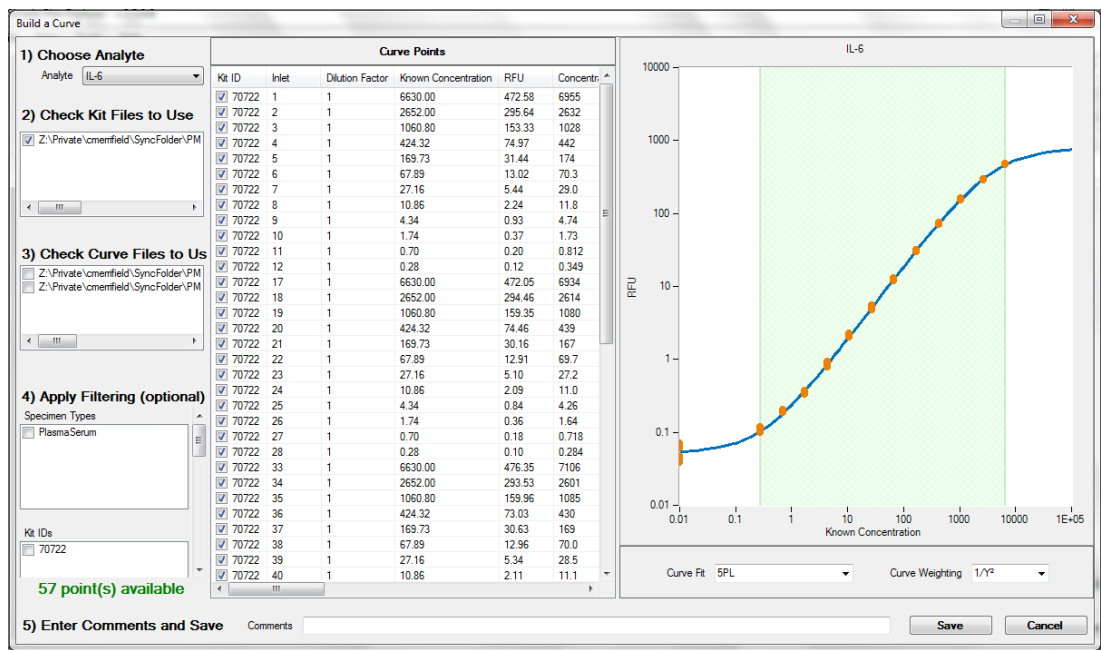 Build a Curve
1) Choose Analyte
Analyte IL-6
2) Check Kit Files to Use
Z:\Private\cmerrifield\SyncFolder\PM
3) Check Curve Files to Us
Z:\Private\cmerrifield\SyncFolder\PM
Z:\Private\cmerrifield\SyncFolder\PM
4) Apply Filtering (optional)
Specimen Types
PlasmaSerum
Kit IDs
70722
57 point(s) available
Curve Points
Kit ID Inlet Dilution Factor Known Concentration RFU Concentr
70722 1 1 6630.00 472.58 6955
70722 2 1 2652.00 295.64 2632
70722 3 1 1060.80 153.33 1028
70722 4 1 424.32 74.97 442
70722 5 1 169.73 31.44 174
70722 6 1 67.89 13.02 70.3
70722 7 1 27.16 5.44 29.0
70722 8 1 10.86 2.24 11.8
70722 9 1 4.34 0.93 4.74
70722 10 1 1.74 0.37 1.73
70722 11 1 0.70 0.20 0.812
70722 12 1 0.28 0.12 0.349
70722 17 1 6630.00 472.05 6934
70722 18 1 2652.00 294.46 2614
70722 19 1 1060.80 159.35 1080
70722 20 1 424.32 74.46 439
70722 21 1 169.73 30.16 167
70722 22 1 67.89 12.91 69.7
70722 23 1 27.16 5.10 27.2
70722 24 1 10.86 2.09 11.0
70722 25 1 4.34 0.84 4.26
70722 26 1 1.74 0.36 1.64
70722 27 1 0.70 0.18 0.718
70722 28 1 0.28 0.10 0.284
70722 33 1 6630.00 476.35 7106
70722 34 1 2652.00 293.53 2601
70722 35 1 1060.80 159.96 1085
70722 36 1 424.32 73.03 430
70722 37 1 169.73 30.63 169
70722 38 1 67.89 12.96 70.0
70722 39 1 27.16 5.34 28.5
70722 40 1 10.86 2.11 11.1
IL-6
10000
1000
100
10
1
0.1
0.01
RFU
0.01 0.1 1 10 100 1000 10000 1E+05
Known Concentration
Curve Fit 5PL Curve Weighting 1/Y²
5) Enter Comments and Save Comments Save Cancel